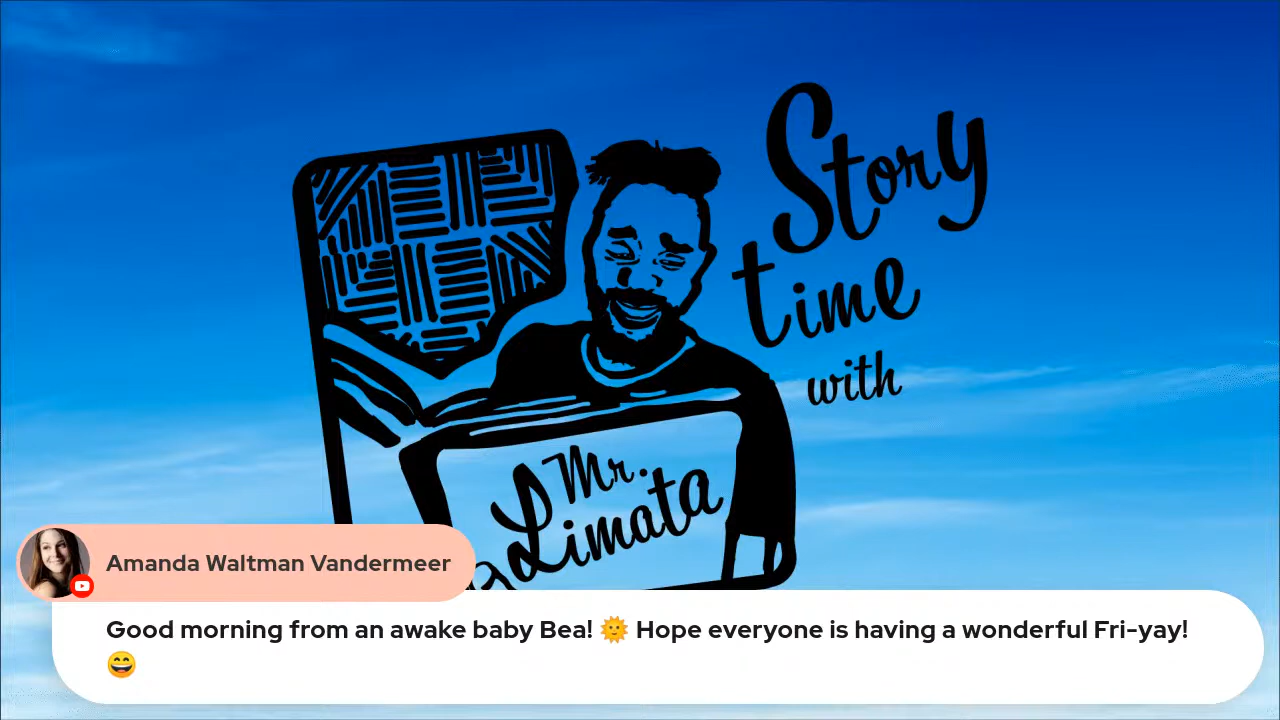 Story
time
with
Mr.
Limata
Amanda Waltman Vandermeer
Good morning from an awake baby Bea! 🌞 Hope everyone is having a wonderful Fri-yay!
😄